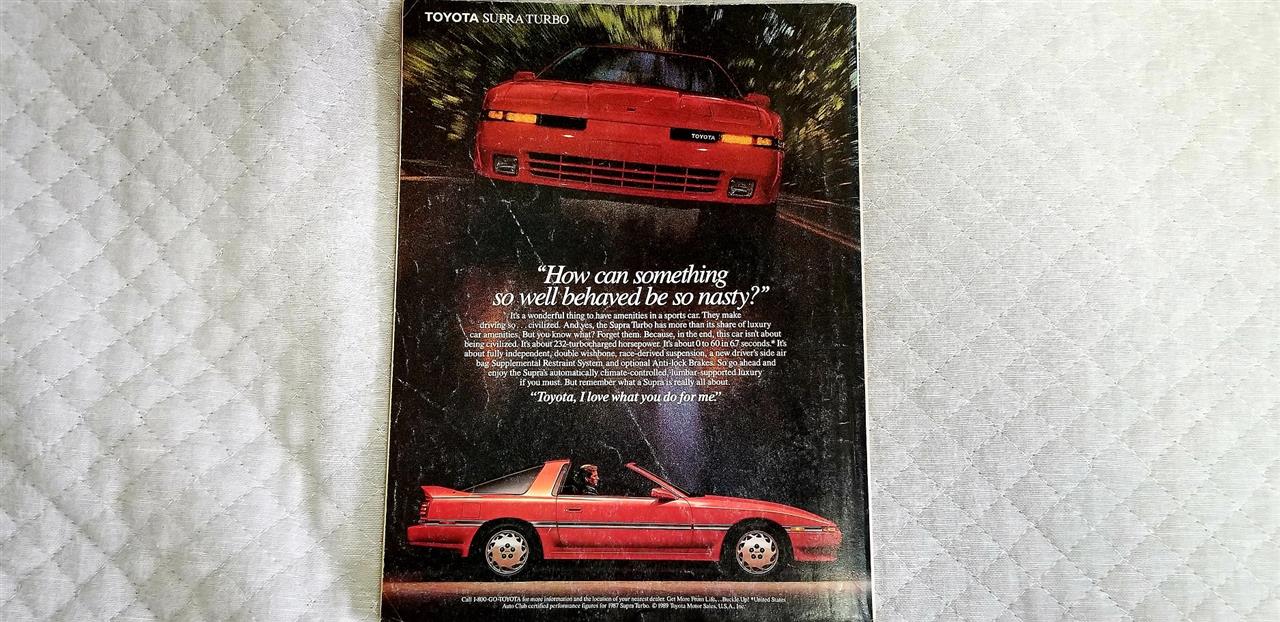 TOYOTA SUPRA TURBO
TOYOTA
“How can something
so well behaved be so nasty?”
It's a wonderful thing to have amenities in a sports car. They make
driving so... civilized. And yes, the Supra Turbo has more than its share of luxury
car amenities. But you know what? Forget them. Because, in the end, this car isn't about
being civilized. It's about 232-turbocharged horsepower. It's about 0 to 60 in 6.7 seconds.* It's
about fully independent, double wishbone, race-derived suspension, a new driver's side air
bag Supplemental Restraint System and optional Anti-lock Brakes. So go ahead and
enjoy the Supra's automatically climate-controlled, lumbar-supported luxury
if you must. But remember what a Supra is really all about.
“Toyota, I love what you do for me.”
Call 1-800-GO-TOYOTA for more information and the location of your nearest dealer. Get More From Life...Buckle Up! *United States
Auto Club certified performance figures for 1987 Supra Turbo. © 1989 Toyota Motor Sales, U.S.A., Inc.